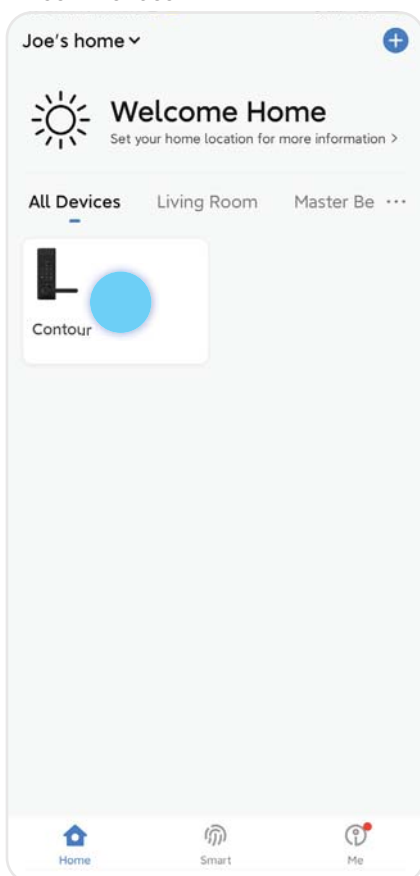 Joe's home
Welcome Home
Set your home location for more information >
All Devices Living Room Master Be ...
Contour
Home Smart Me